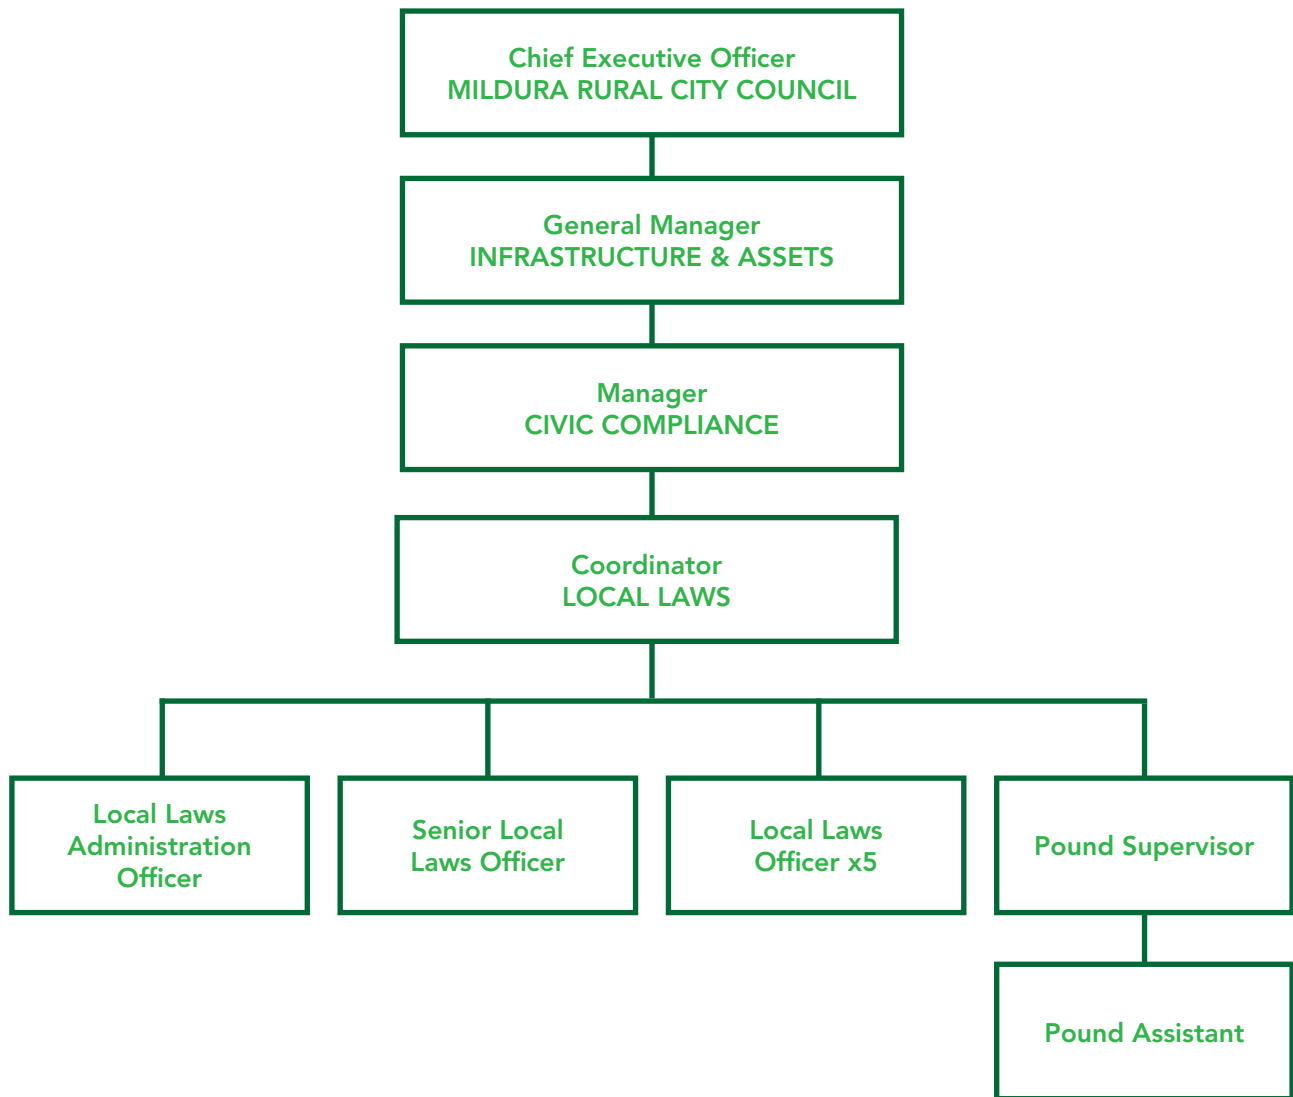 Chief Executive Officer
MILDURA RURAL CITY COUNCIL
General Manager
INFRASTRUCTURE & ASSETS
Manager
CIVIC COMPLIANCE
Coordinator
LOCAL LAWS
Local Laws
Administration
Officer
Senior Local
Laws Officer
Local Laws
Officer x5
Pound Supervisor
Pound Assistant